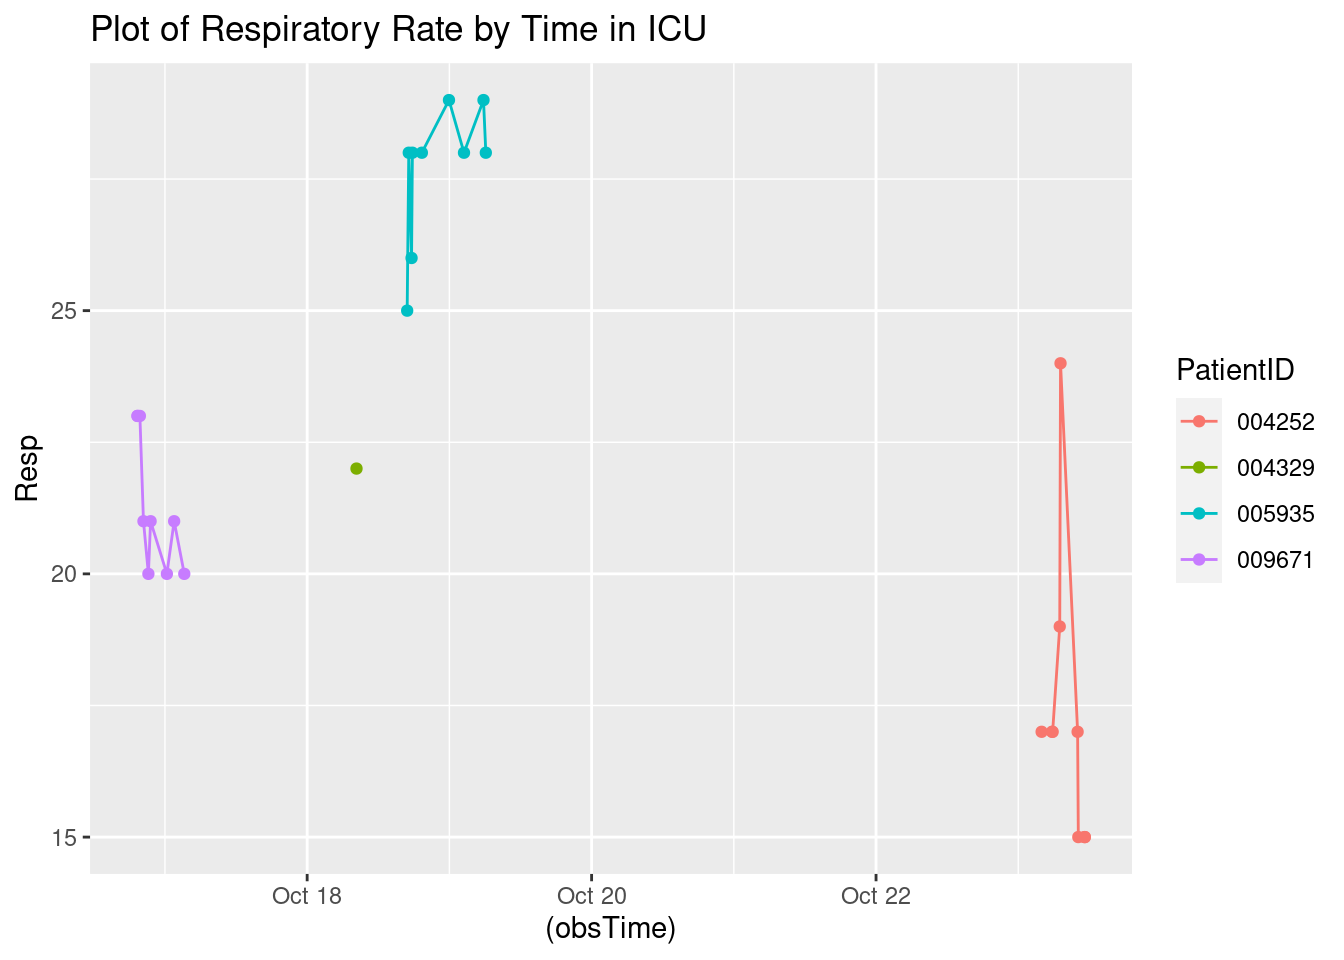 Plot of Respiratory Rate by Time in ICU
Resp
25
20
15
Oct 18
Oct 20
Oct 22
(obsTime)
PatientID
004252
004329
005935
009671